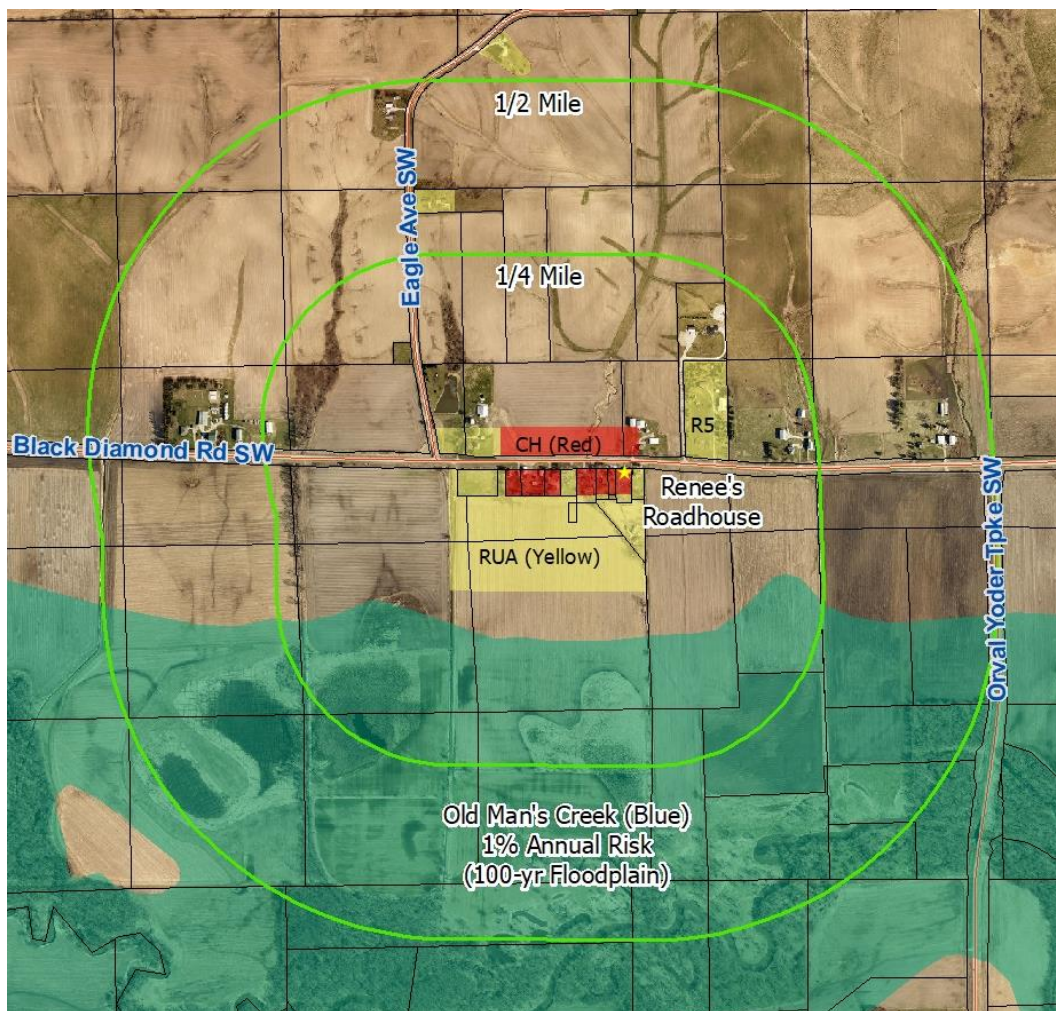 1/2 Mile
Eagle Ave SW
1/4 Mile
R5
CH (Red)
Black Diamond Rd SW
Renee's
Roadhouse
RUA (Yellow)
Orval Yoder Tpke SW
Old Man's Creek (Blue)
1% Annual Risk
(100-yr Floodplain)